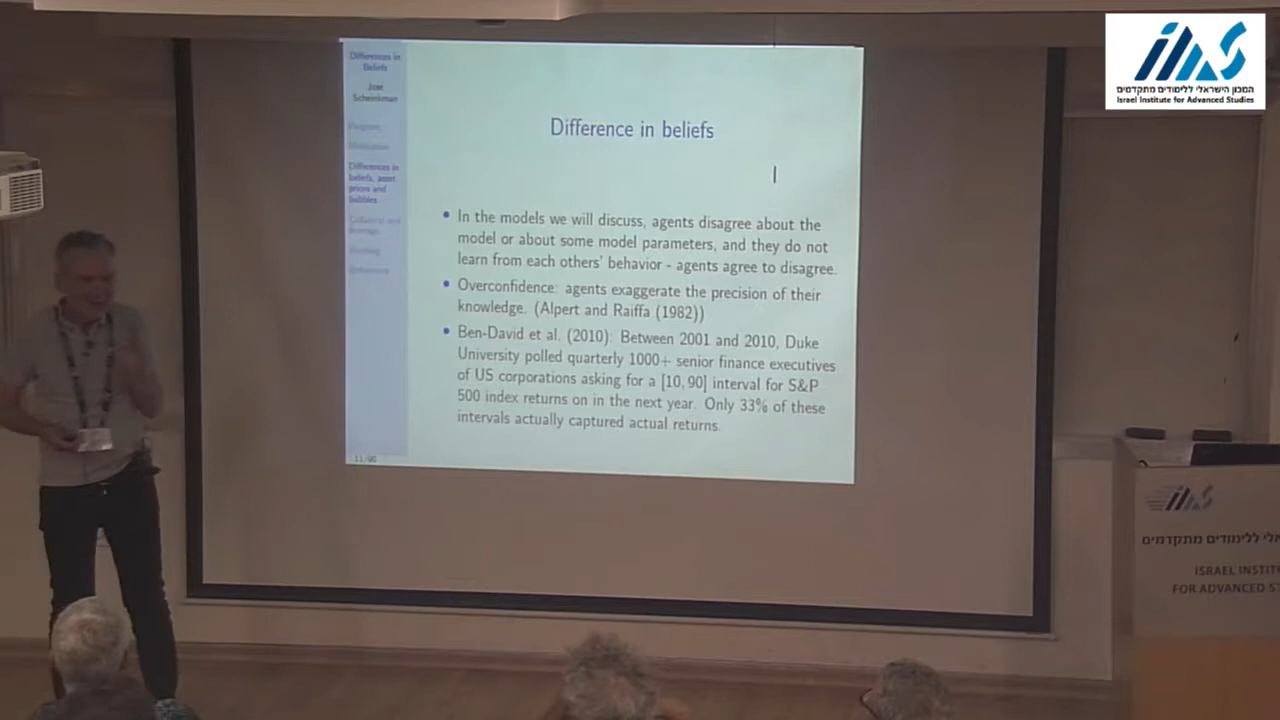 המכון הישראלי ללימודים מתקדמים
Israel Institute for Advanced Studies
Differences in
Beliefs
José
Scheinkman
Differences in
beliefs, asset
prices and
bubbles
11/90
Difference in beliefs
In the models we will discuss, agents disagree about the
model or about some model parameters, and they do not
learn from each others' behavior - agents agree to disagree.
Overconfidence: agents exaggerate the precision of their
knowledge. (Alpert and Raiffa (1982))
Ben-David et al. (2010): Between 2001 and 2010, Duke
University polled quarterly 1000+ senior finance executives
of US corporations asking for a [10, 90] interval for S&P
500 index returns on in the next year. Only 33% of these
intervals actually captured actual returns.
ללימודים מתקדמים
ISRAEL
FOR ADVANCED